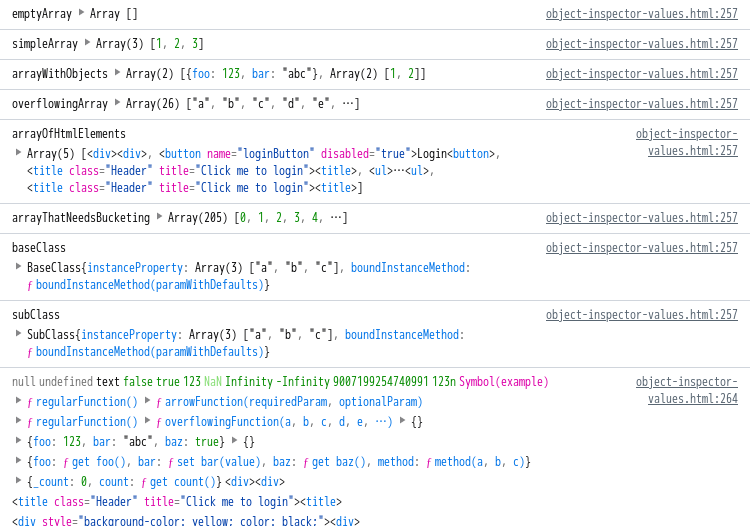 emptyArray ▶ Array [] object-inspector-values.html:257
simpleArray ▶ Array(3) [1, 2, 3] object-inspector-values.html:257
arrayWithObjects ▶ Array(2) [{foo: 123, bar: "abc"}, Array(2) [1, 2]] object-inspector-values.html:257
overflowingArray ▶ Array(26) ["a", "b", "c", "d", "e", …] object-inspector-values.html:257
arrayOfHtmlElements object-inspector-
values.html:257
▶ Array(5) [<div><div>, <button name="loginButton" disabled="true">Login<button>,
<title class="Header" title="Click me to login"><title>, <ul>…<ul>,
<title class="Header" title="Click me to login"><title>]
arrayThatNeedsBucketing ▶ Array(205) [0, 1, 2, 3, 4, …] object-inspector-values.html:257
baseClass object-inspector-values.html:257
▶ BaseClass{instanceProperty: Array(3) ["a", "b", "c"], boundInstanceMethod:
ƒ boundInstanceMethod(paramWithDefaults)}
subClass object-inspector-values.html:257
▶ SubClass{instanceProperty: Array(3) ["a", "b", "c"], boundInstanceMethod:
ƒ boundInstanceMethod(paramWithDefaults)}
null undefined text false true 123 NaN Infinity -Infinity 9007199254740991 123n Symbol(example) object-inspector-
values.html:264
▶ ƒ regularFunction() ▶ ƒ arrowFunction(requiredParam, optionalParam)
▶ ƒ regularFunction() ▶ ƒ overflowingFunction(a, b, c, d, e, …) ▶ {}
▶ {foo: 123, bar: "abc", baz: true} ▶ {}
▶ {foo: ƒ get foo(), bar: ƒ set bar(value), baz: ƒ get baz(), method: ƒ method(a, b, c)}
▶ {_count: 0, count: ƒ get count()} <div><div>
<title class="Header" title="Click me to login"><title>
<div style="background-color: yellow; color: black;"><div>